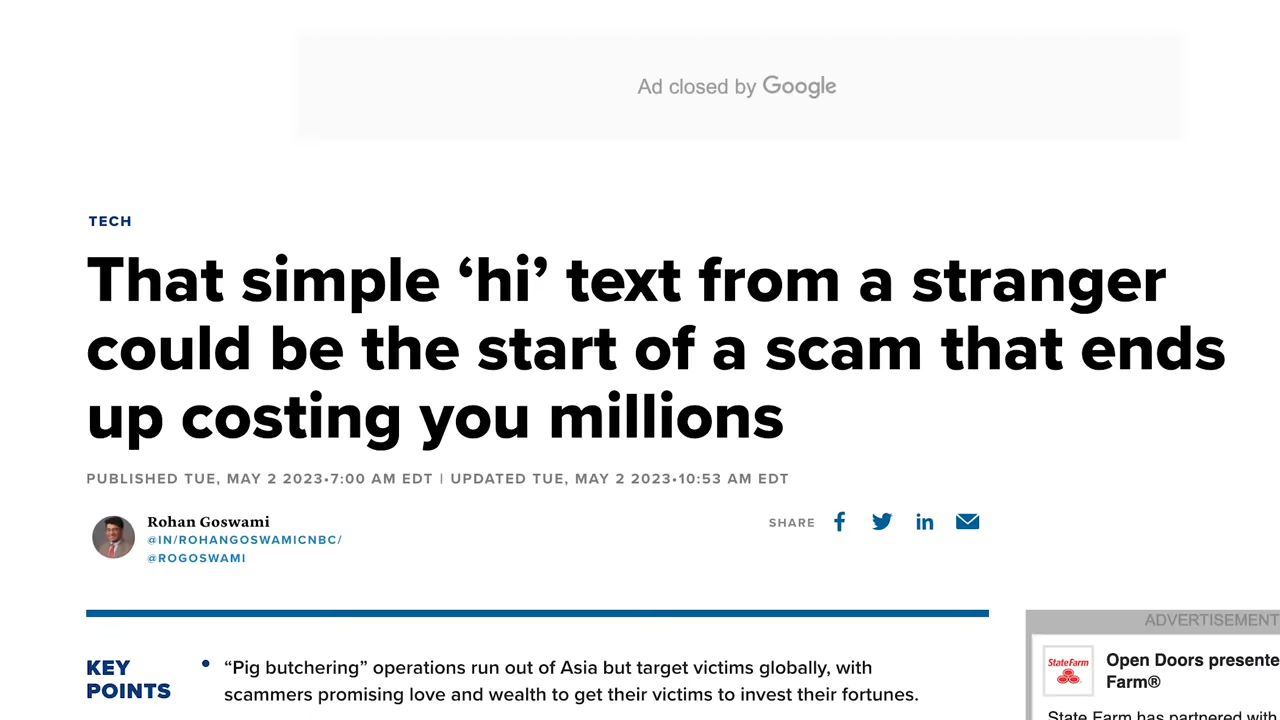 Ad closed by Google
TECH
That simple ‘hi’ text from a stranger
could be the start of a scam that ends
up costing you millions
PUBLISHED TUE, MAY 2 2023•7:00 AM EDT | UPDATED TUE, MAY 2 2023•10:53 AM EDT
Rohan Goswami
@IN/ROHANGOSWAMICNBC/
@ROGOSWAMI
SHARE
KEY
POINTS
“Pig butchering” operations run out of Asia but target victims globally, with
scammers promising love and wealth to get their victims to invest their fortunes.
ADVERTISEMENT
StateFarm
Open Doors presente
Farm®
State Farm has partnered with